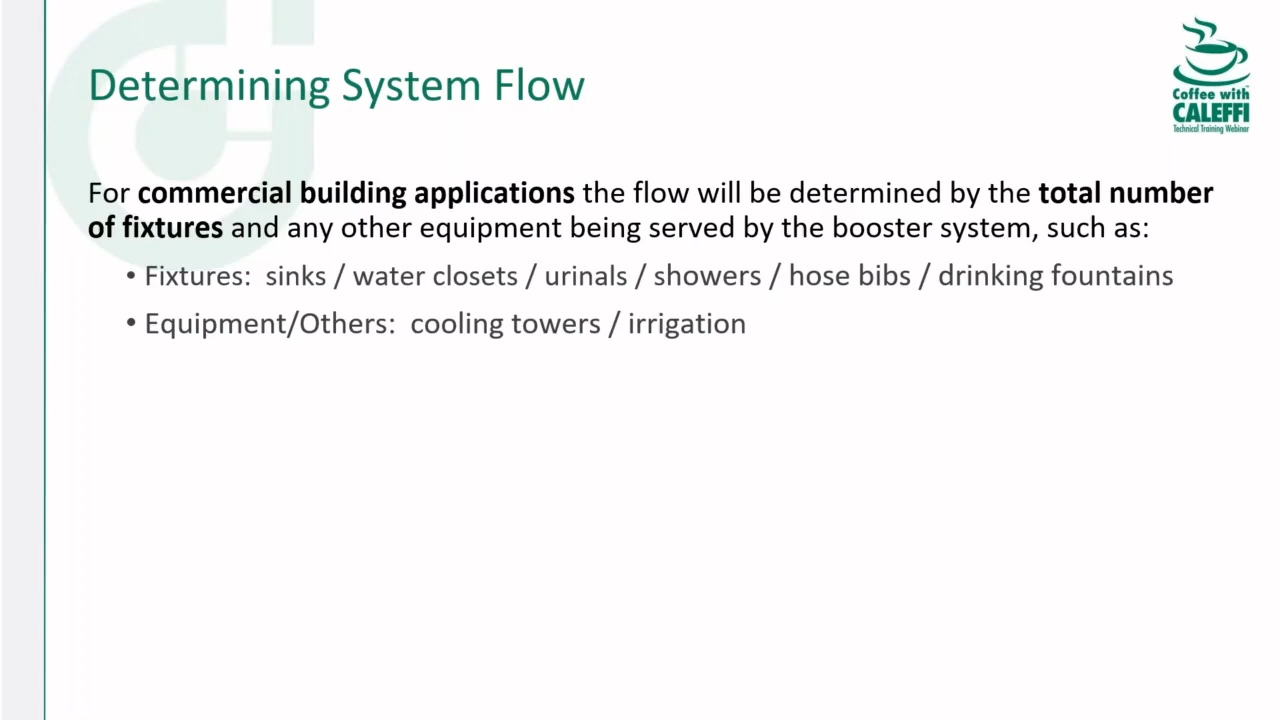 Determining System Flow
Coffee with
CALEFFI
Technical Training Webinar
For commercial building applications the flow will be determined by the total number
of fixtures and any other equipment being served by the booster system, such as:
• Fixtures:  sinks / water closets / urinals / showers / hose bibs / drinking fountains
• Equipment/Others:  cooling towers / irrigation